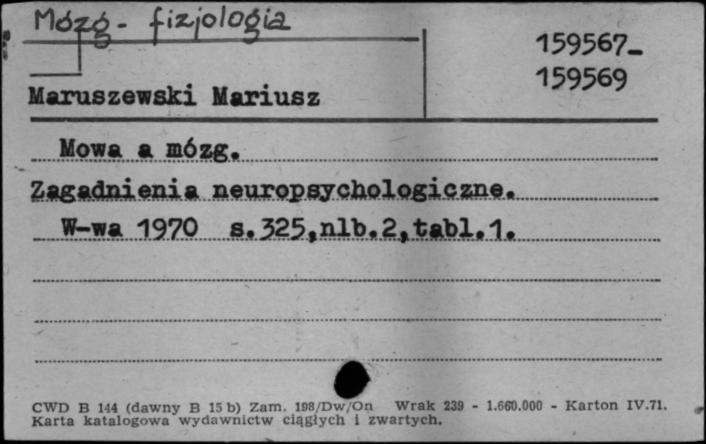 Mózg - fizjologia
159567-
159569
Maruszewski Mariusz
Mowa a mózg.
Zagadnienia neuropsychologiczne.
W-wa 1970 s.325,nlb.2,tabl.1.
CWD B 144 (dawny B 15 b) Zam. 198/Dw/On Wrak 239 - 1.660.000 - Karton IV.71.
Karta katalogowa wydawnictw ciągłych i zwartych.